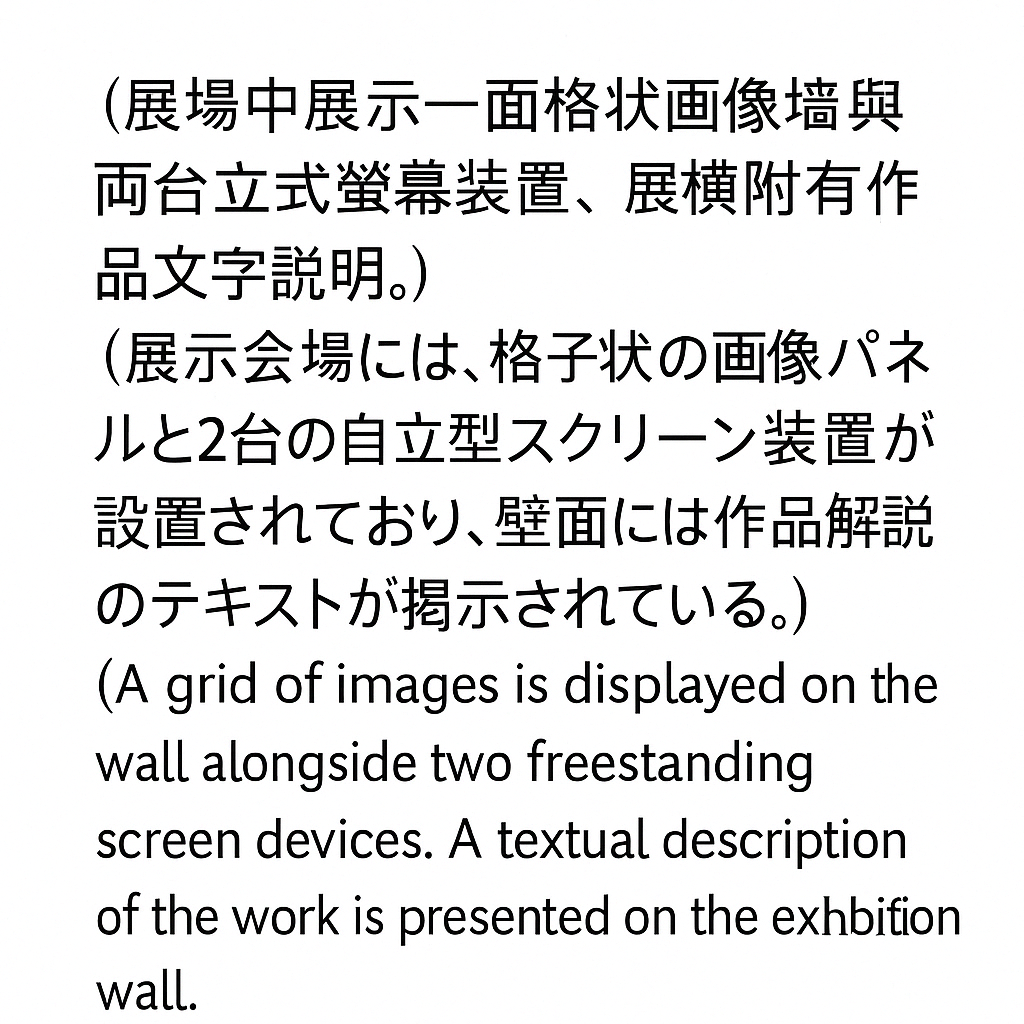 (展場中展示一面格状画像墙與
両台立式螢幕装置、展横附有作
品文字説明。)
(展示会場には、格子状の画像パネ
ルと2台の自立型スクリーン装置が
設置されており、壁面には作品解説
のテキストが掲示されている。)
(A grid of images is displayed on the
wall alongside two freestanding
screen devices. A textual description
of the work is presented on the exhbition
wall.